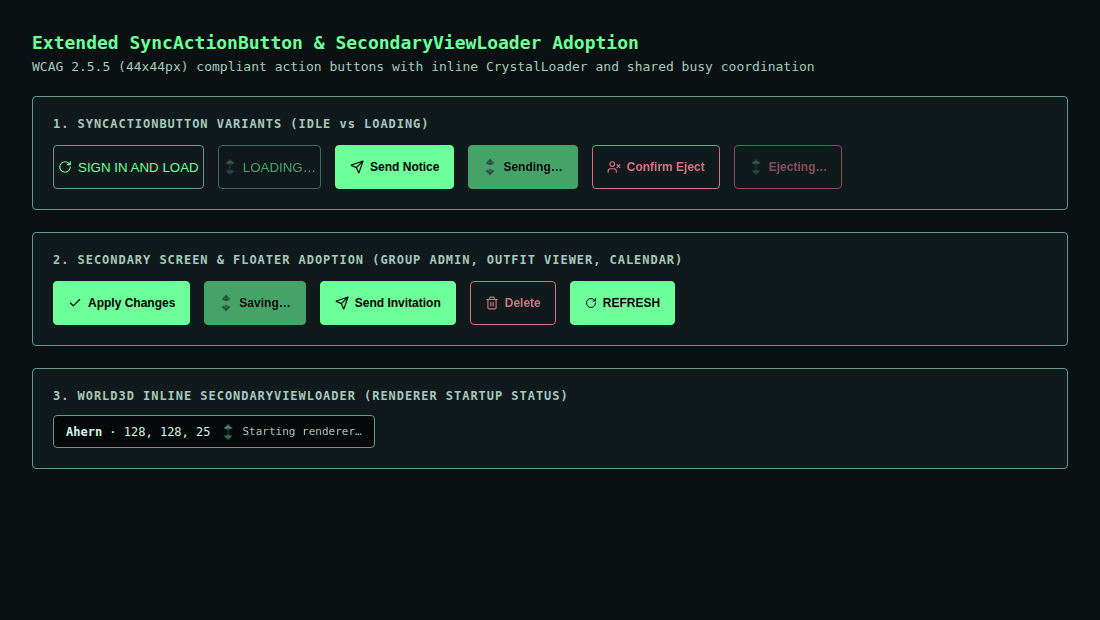 Extended SyncActionButton & SecondaryViewLoader Adoption
WCAG 2.5.5 (44x44px) compliant action buttons with inline CrystalLoader and shared busy coordination
1. SYNCACTIONBUTTON VARIANTS (IDLE vs LOADING)
SIGN IN AND LOAD LOADING… Send Notice Sending… Confirm Eject Ejecting…
2. SECONDARY SCREEN & FLOATER ADOPTION (GROUP ADMIN, OUTFIT VIEWER, CALENDAR)
Apply Changes Saving… Send Invitation Delete REFRESH
3. WORLD3D INLINE SECONDARYVIEWLOADER (RENDERER STARTUP STATUS)
Ahern · 128, 128, 25 Starting renderer…